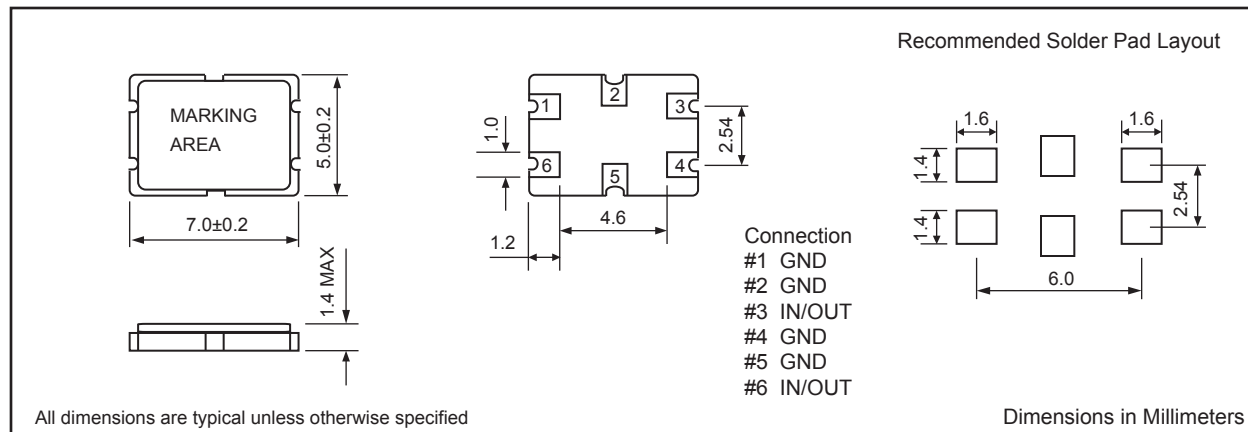 Recommended Solder Pad Layout
MARKING
AREA
5.0±0.2
7.0±0.2
1.4 MAX
1
2
3
6
5
4
1.0
2.54
4.6
1.2
Connection
#1 GND
#2 GND
#3 IN/OUT
#4 GND
#5 GND
#6 IN/OUT
1.6
1.6
1.4
1.4
2.54
6.0
All dimensions are typical unless otherwise specified
Dimensions in Millimeters